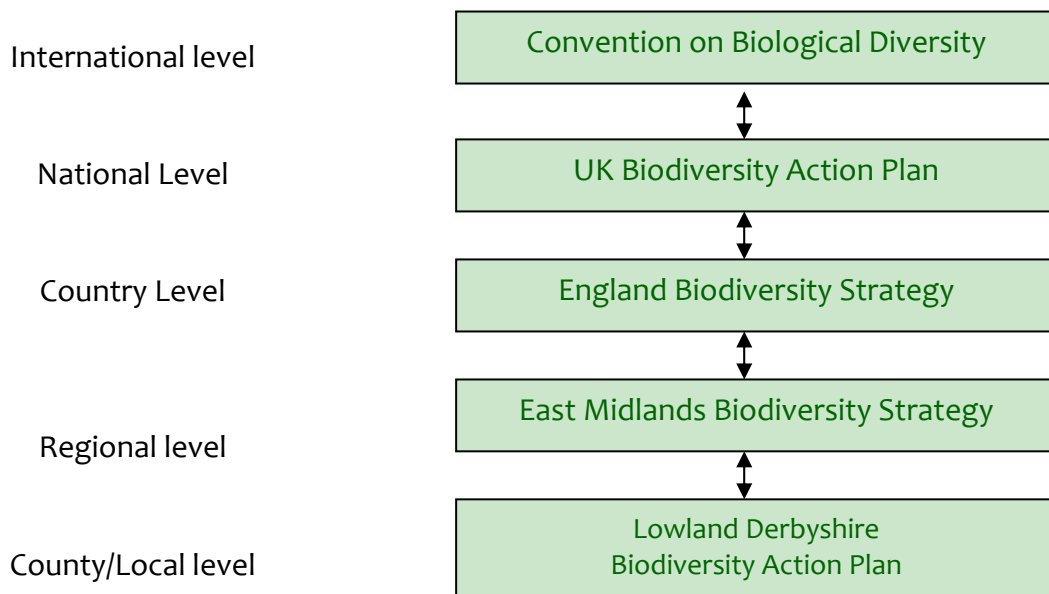 International level
Convention on Biological Diversity
National Level
UK Biodiversity Action Plan
Country Level
England Biodiversity Strategy
Regional level
East Midlands Biodiversity Strategy
County/Local level
Lowland Derbyshire
Biodiversity Action Plan